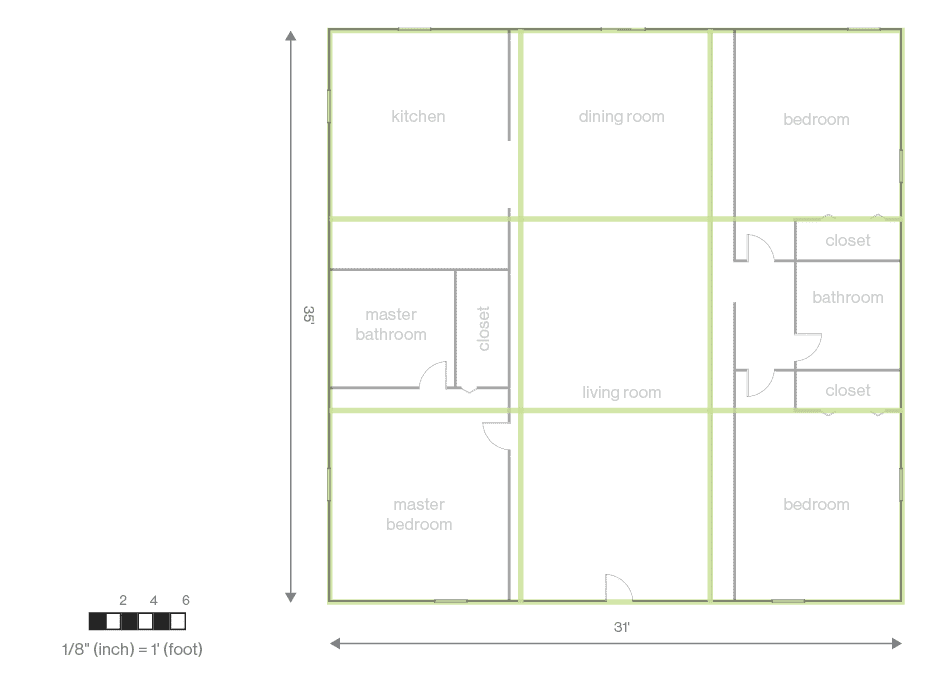 kitchen
dining room
bedroom
closet
bathroom
master
bathroom
closet
35'
living room
closet
master
bedroom
bedroom
2 4 6
1/8" (inch) = 1' (foot)
31'